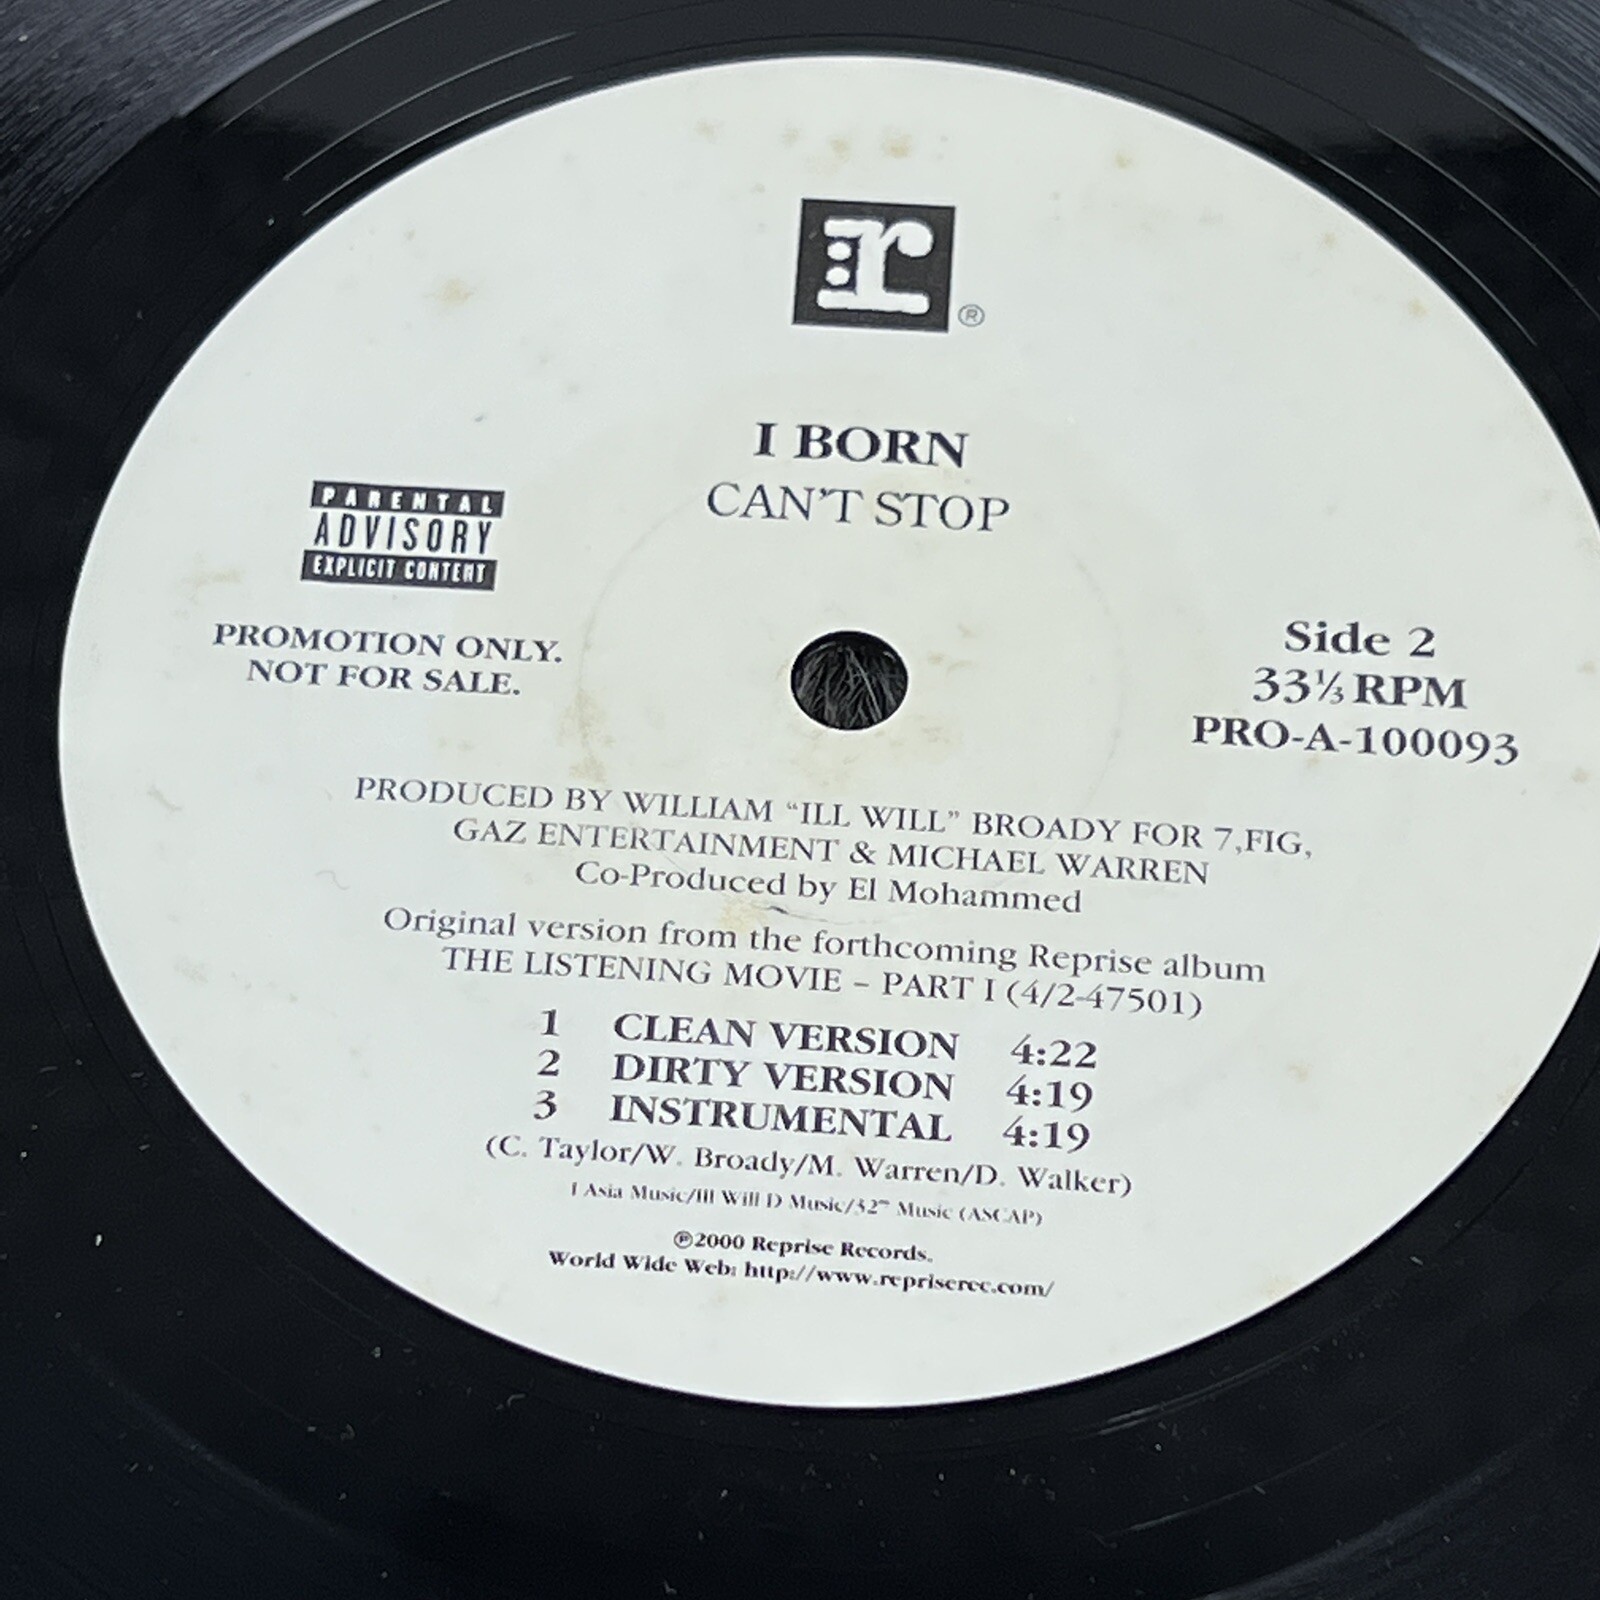 r ®
I BORN
CAN'T STOP
PARENTAL
ADVISORY
EXPLICIT CONTENT
PROMOTION ONLY.
NOT FOR SALE.
Side 2
33⅓ RPM
PRO-A-100093
PRODUCED BY WILLIAM “ILL WILL” BROADY FOR 7,FIG,
GAZ ENTERTAINMENT & MICHAEL WARREN
Co-Produced by El Mohammed
Original version from the forthcoming Reprise album
THE LISTENING MOVIE – PART I (4/2-47501)
1 CLEAN VERSION 4:22
2 DIRTY VERSION 4:19
3 INSTRUMENTAL 4:19
(C. Taylor/W. Broady/M. Warren/D. Walker)
I Asia Music/Ill Will D Music/ Music (ASCAP)
℗2000 Reprise Records.
World Wide Web: http://www.repriserec.com/